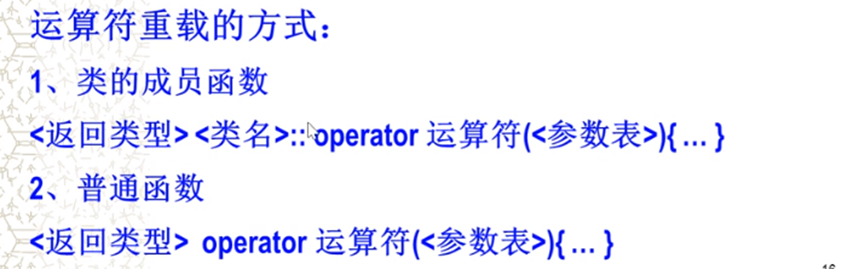 运算符重载的方式：
1、类的成员函数
<返回类型> <类名>:: operator 运算符(<参数表>){ ... }
2、普通函数
<返回类型> operator 运算符(<参数表>){ ... }
16